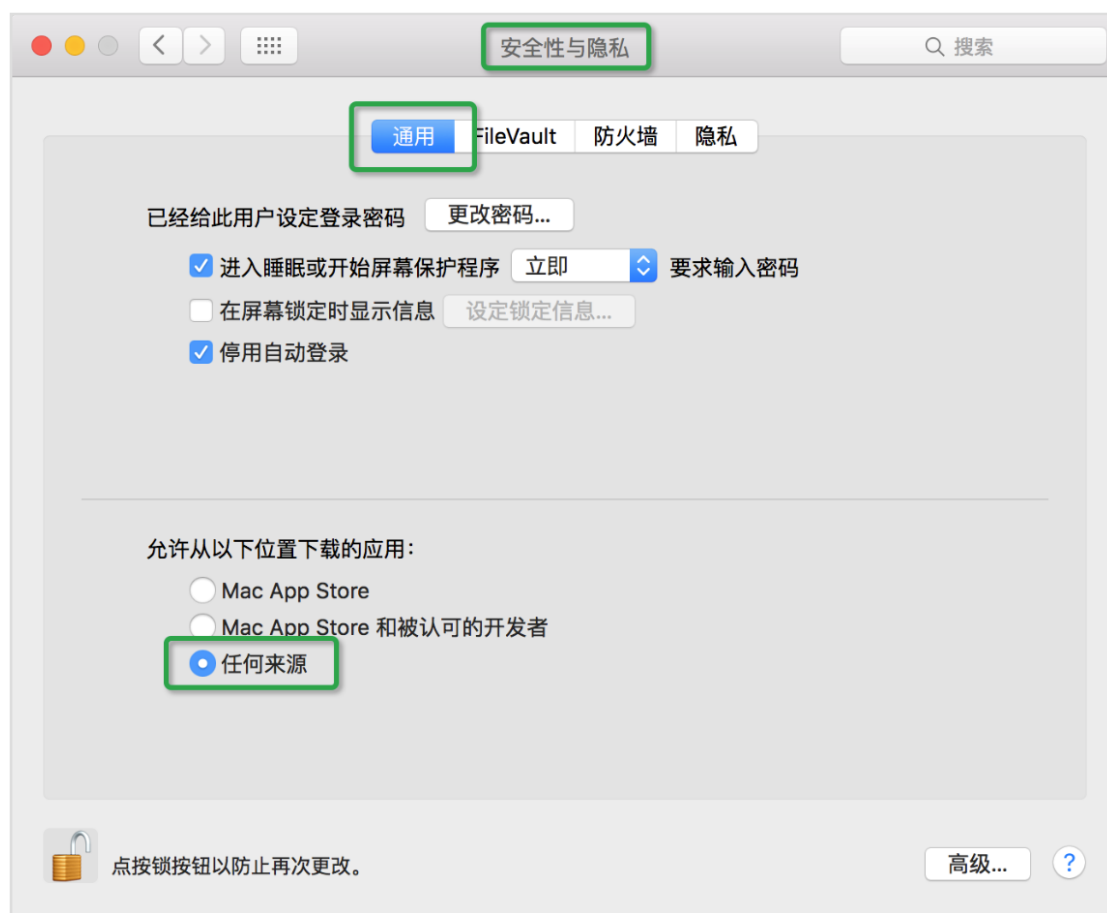 安全性与隐私
搜索
通用 FileVault 防火墙 隐私
已经给此用户设定登录密码 更改密码...
进入睡眠或开始屏幕保护程序 立即 要求输入密码
在屏幕锁定时显示信息 设定锁定信息...
停用自动登录
允许从以下位置下载的应用：
Mac App Store
Mac App Store 和被认可的开发者
任何来源
点按锁按钮以防止再次更改。
高级... ?